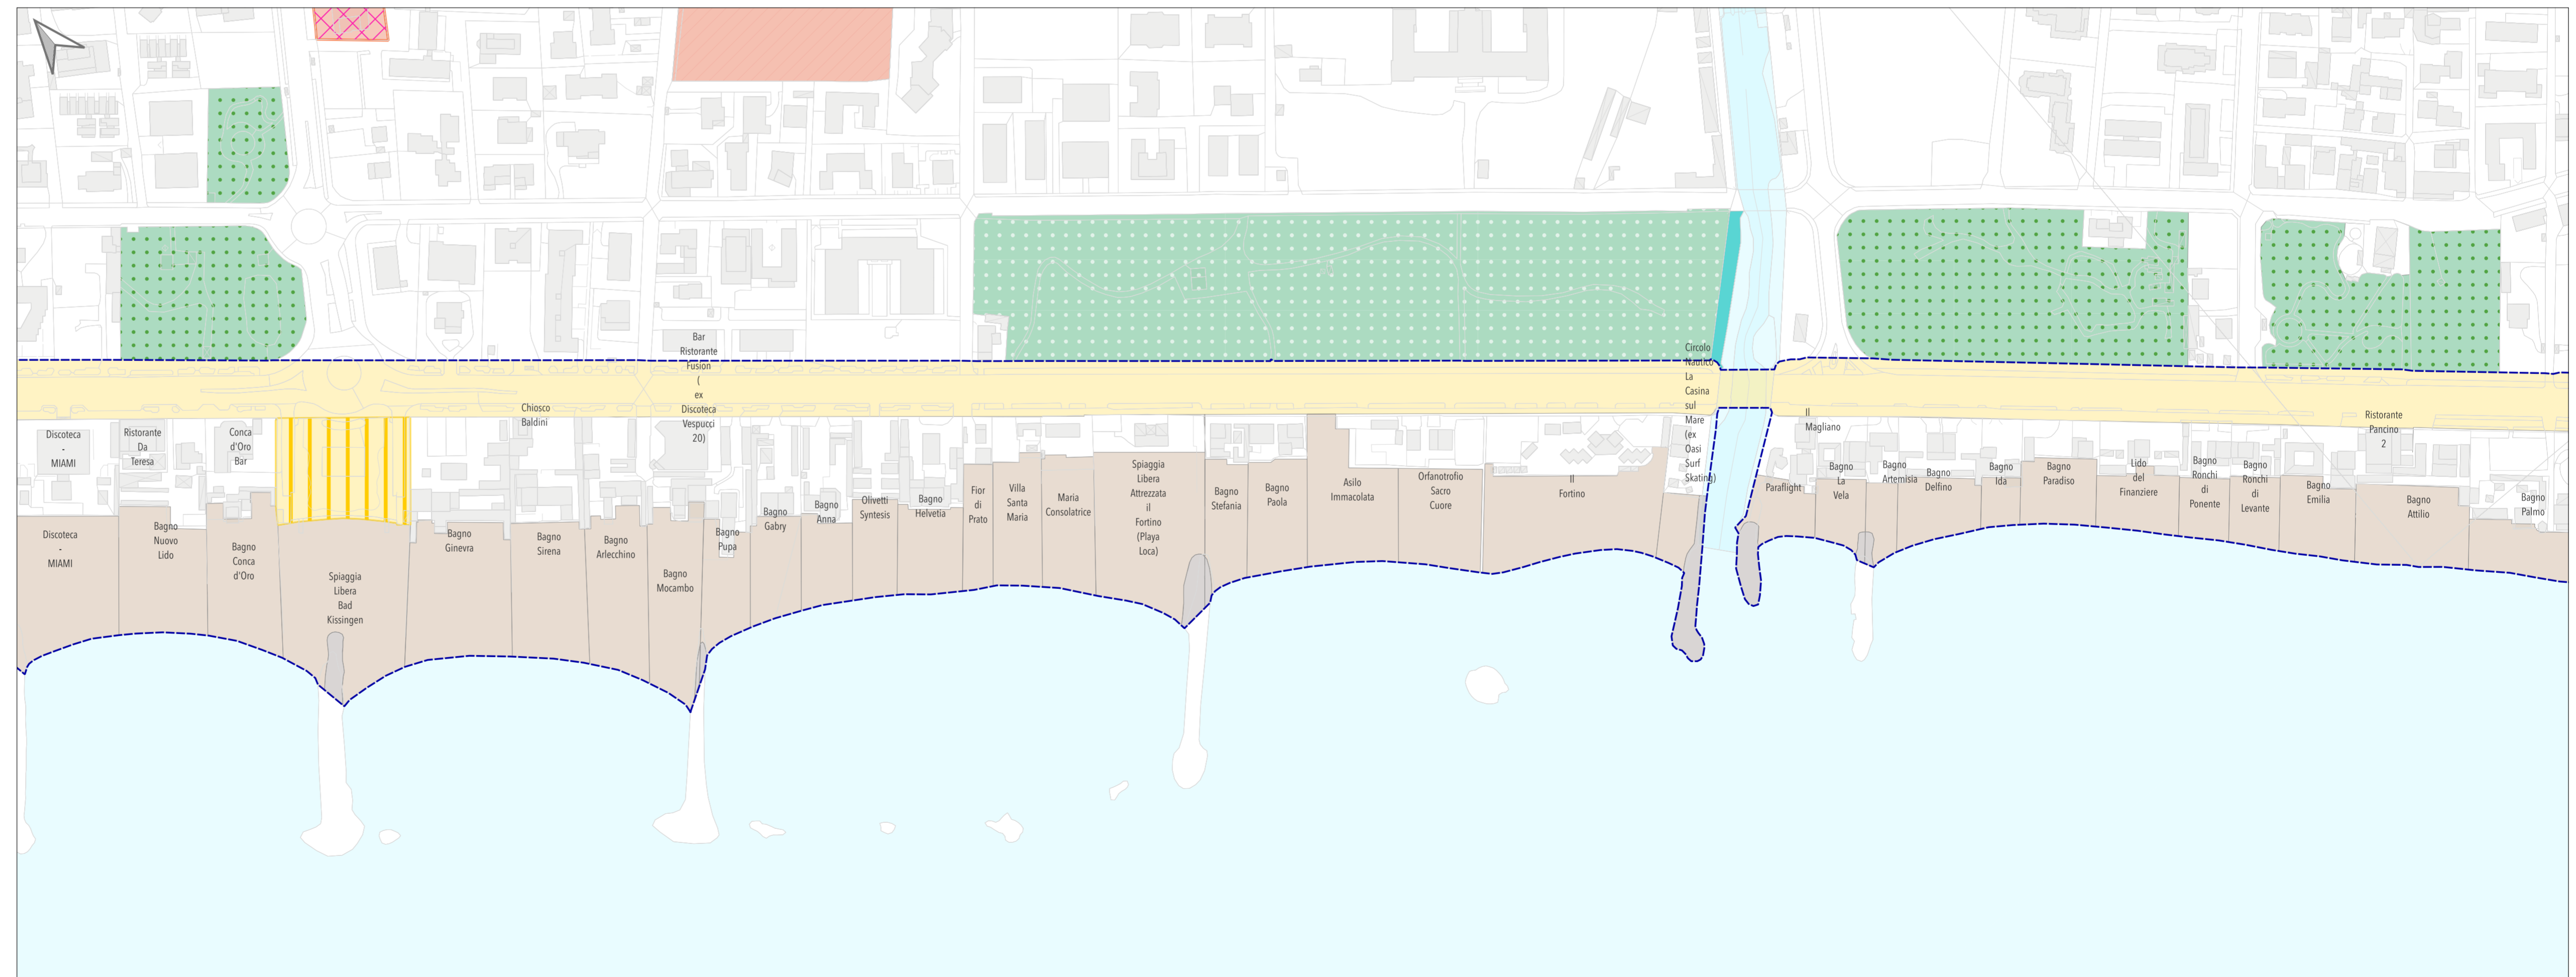 Bar
Ristorante
Fusion
(
ex
Discoteca
Vespucci
20)
Circolo
Nautico
La
Casina
sul
Mare
(ex
Oasi
Surf
Skating)
Chiosco
Baldini
Il
Magliano
Ristorante
Pancino
2
Discoteca
-
MIAMI
Ristorante
Da
Teresa
Conca
d'Oro
Bar
Discoteca
-
MIAMI
Bagno
Nuovo
Lido
Bagno
Conca
d'Oro
Spiaggia
Libera
Bad
Kissingen
Bagno
Ginevra
Bagno
Sirena
Bagno
Arlecchino
Bagno
Mocambo
Bagno
Pupa
Bagno
Gabry
Bagno
Anna
Olivetti
Syntesis
Bagno
Helvetia
Fior
di
Prato
Villa
Santa
Maria
Maria
Consolatrice
Spiaggia
Libera
Attrezzata
il
Fortino
(Playa
Loca)
Bagno
Stefania
Bagno
Paola
Asilo
Immacolata
Orfanotrofio
Sacro
Cuore
Il
Fortino
Paraflight
Bagno
La
Vela
Bagno
Artemisia
Bagno
Delfino
Bagno
Ida
Bagno
Paradiso
Lido
del
Finanziere
Bagno
Ronchi
di
Ponente
Bagno
Ronchi
di
Levante
Bagno
Emilia
Bagno
Attilio
Bagno
Palmo